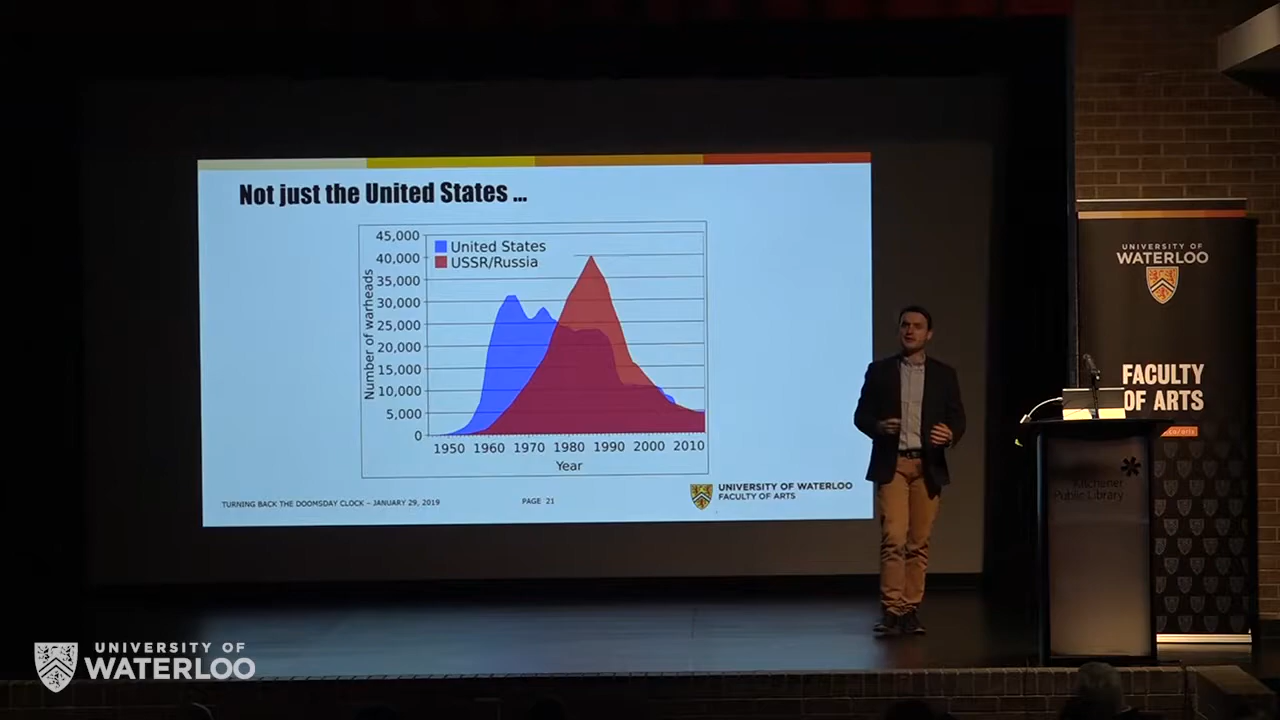 Not just the United States ...
45,000
40,000
35,000
30,000
25,000
20,000
15,000
10,000
5,000
0
Number of warheads
United States
USSR/Russia
1950 1960 1970 1980 1990 2000 2010
Year
TURNING BACK THE DOOMSDAY CLOCK – JANUARY 29, 2019
PAGE 21
UNIVERSITY OF WATERLOO
FACULTY OF ARTS
UNIVERSITY OF
WATERLOO
FACULTY
OF ARTS
Kitchener
Public Library
UNIVERSITY OF
WATERLOO